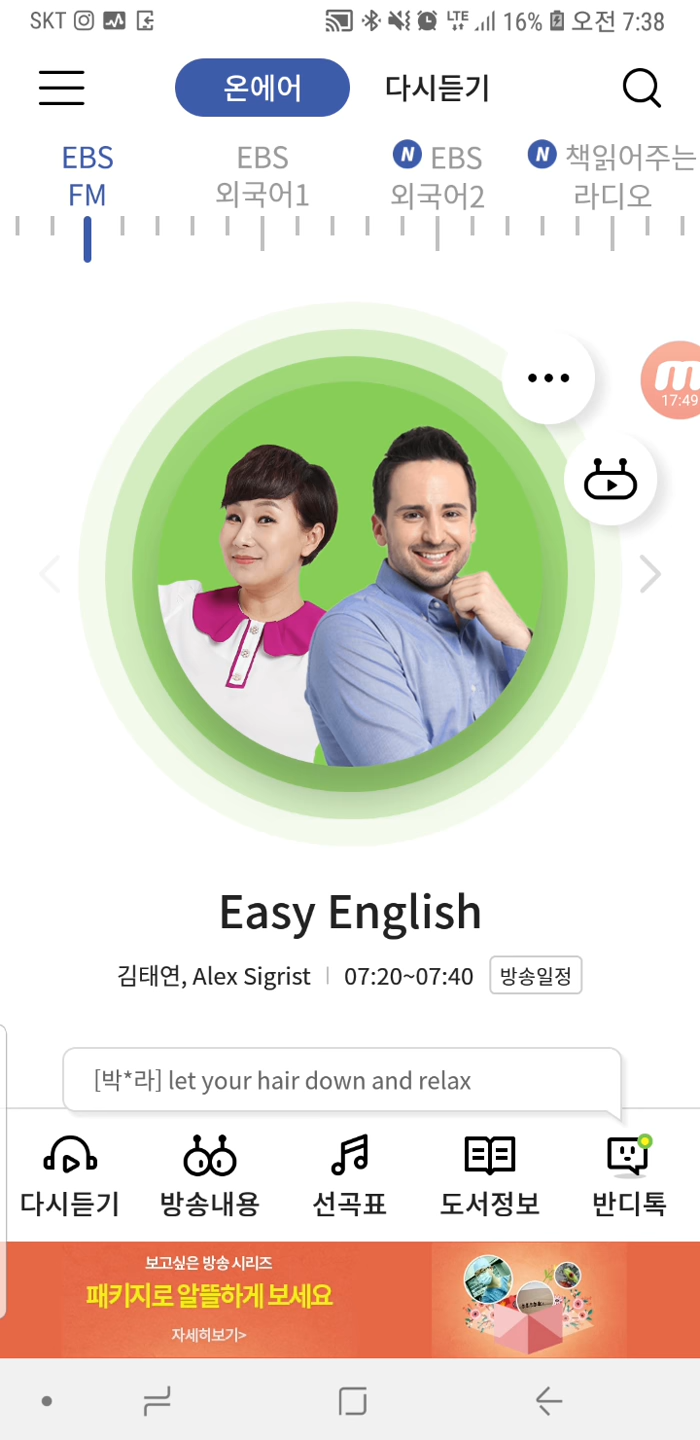 SKT LTE 16% 오전 7:38
온에어 다시듣기
EBS FM
EBS 외국어1
N EBS 외국어2
N 책읽어주는 라디오
m
17:49
Easy English
김태연, Alex Sigrist | 07:20~07:40 방송일정
[박*라] let your hair down and relax
다시듣기 방송내용 선곡표 도서정보 반디톡
보고싶은 방송 시리즈
패키지로 알뜰하게 보세요
자세히보기>